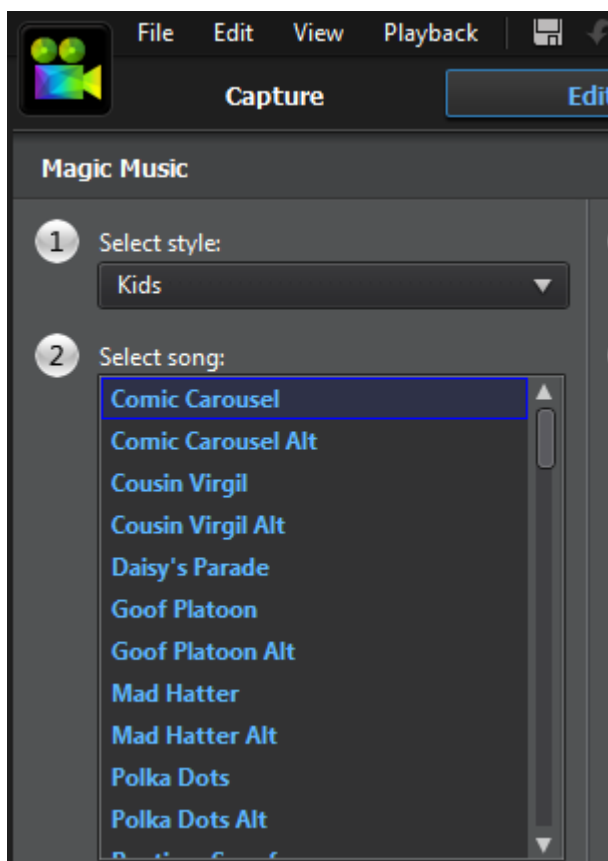 File Edit View Playback
Capture Edit
Magic Music
1 Select style:
Kids
2 Select song:
Comic Carousel
Comic Carousel Alt
Cousin Virgil
Cousin Virgil Alt
Daisy's Parade
Goof Platoon
Goof Platoon Alt
Mad Hatter
Mad Hatter Alt
Polka Dots
Polka Dots Alt